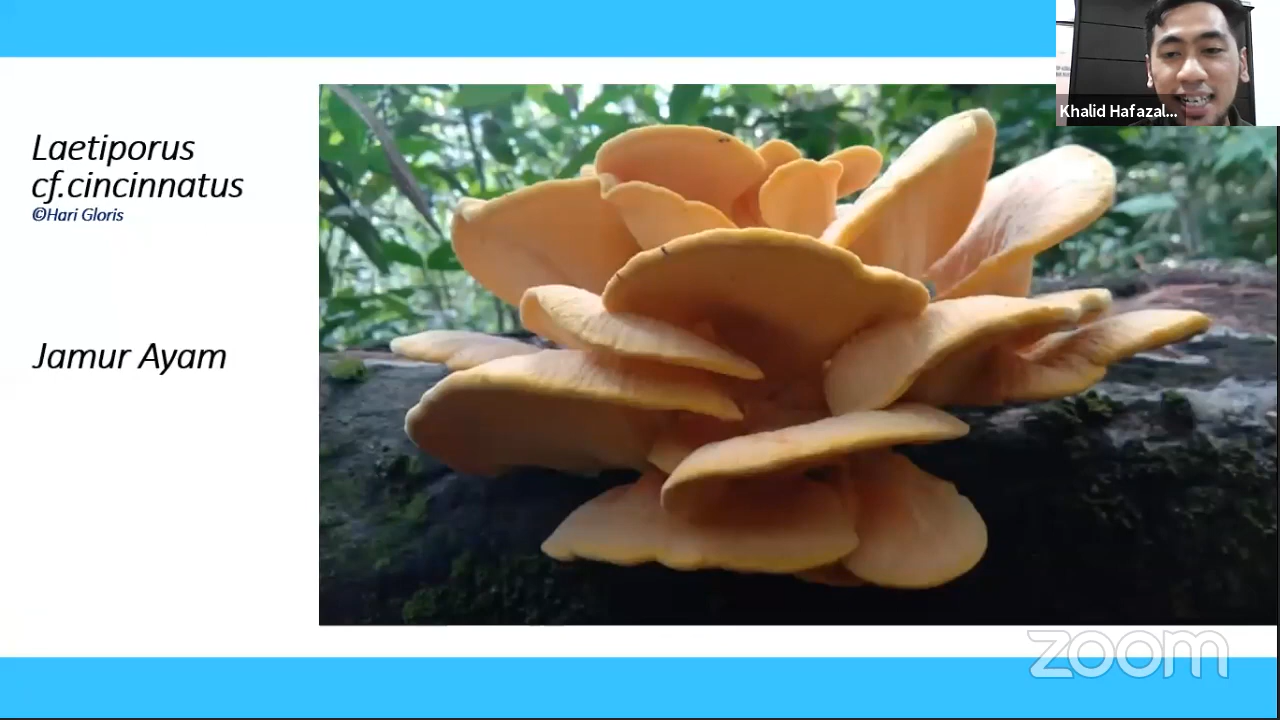 Laetiporus
cf.cincinnatus
©Hari Gloris
Jamur Ayam
Khalid Hafazal...
zoom